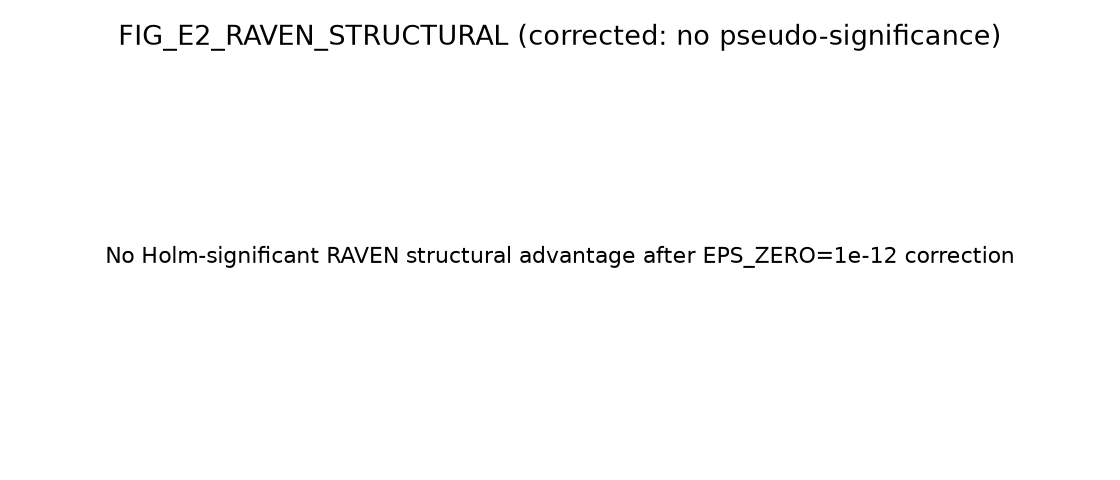 FIG_E2_RAVEN_STRUCTURAL (corrected: no pseudo-significance)
No Holm-significant RAVEN structural advantage after EPS_ZERO=1e-12 correction